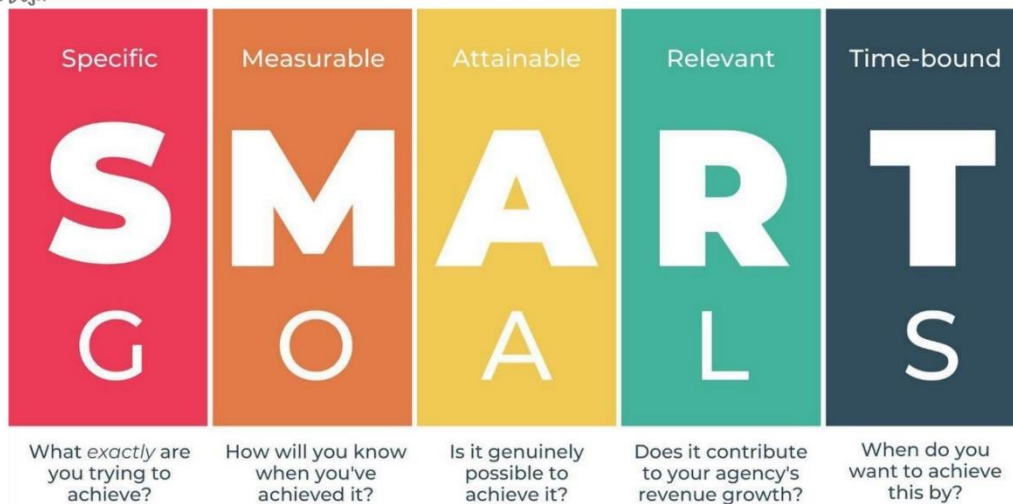 Specific
Measurable
Attainable
Relevant
Time-bound
S M A R T
G O A L S
What exactly are
you trying to
achieve?
How will you know
when you've
achieved it?
Is it genuinely
possible to
achieve it?
Does it contribute
to your agency's
revenue growth?
When do you
want to achieve
this by?